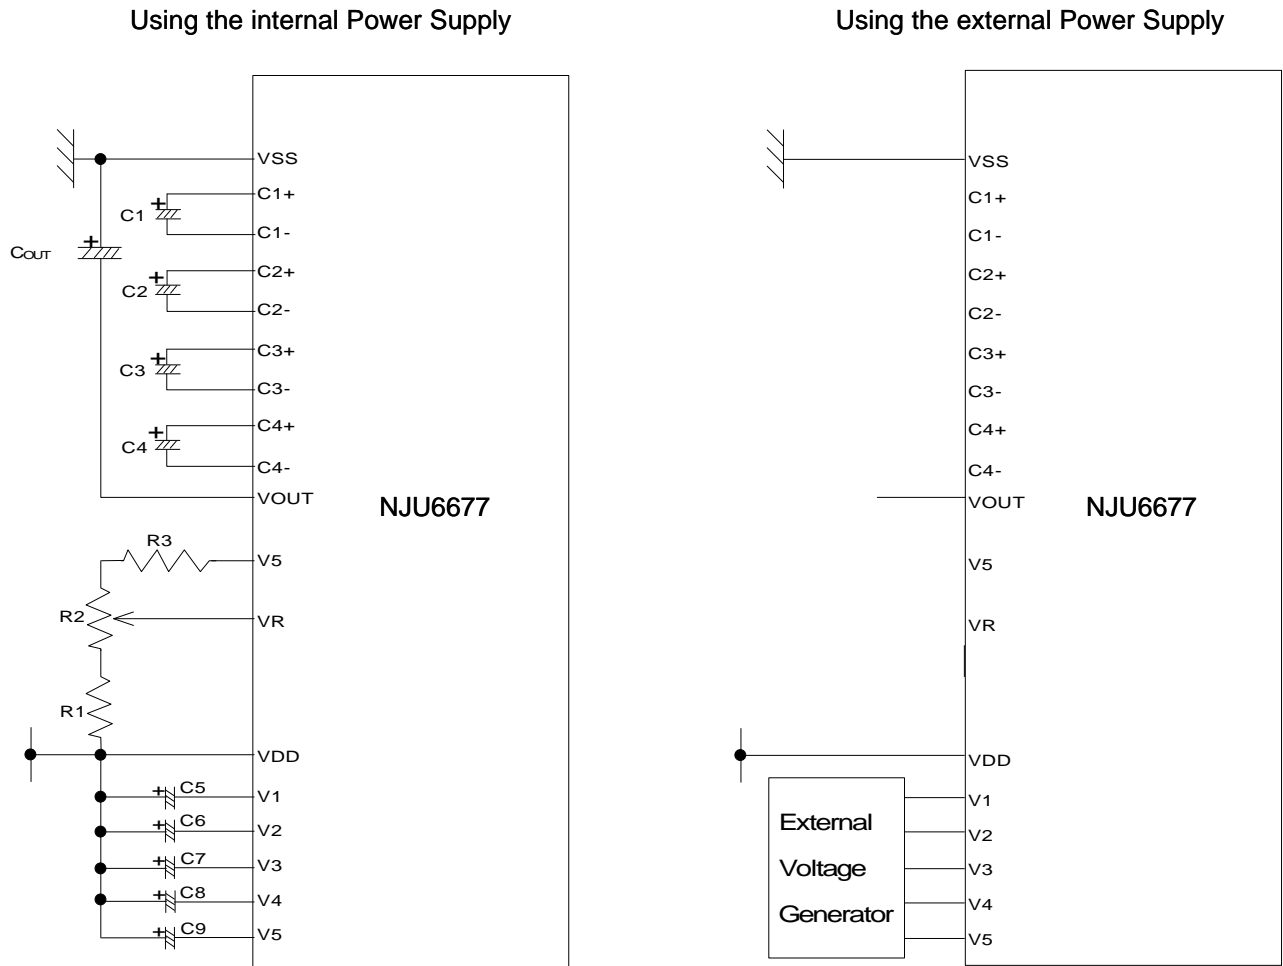 Using the internal Power Supply
VSS
C1+
+
C1
C1-
+
COUT
C2+
+
C2
C2-
C3+
+
C3
C3-
C4+
+
C4
C4-
VOUT
NJU6677
R3
V5
R2
VR
R1
VDD
+
C5
V1
+
C6
V2
+
C7
V3
+
C8
V4
+
C9
V5
Using the external Power Supply
VSS
C1+
C1-
C2+
C2-
C3+
C3-
C4+
C4-
VOUT
NJU6677
V5
VR
VDD
External
Voltage
Generator
V1
V2
V3
V4
V5